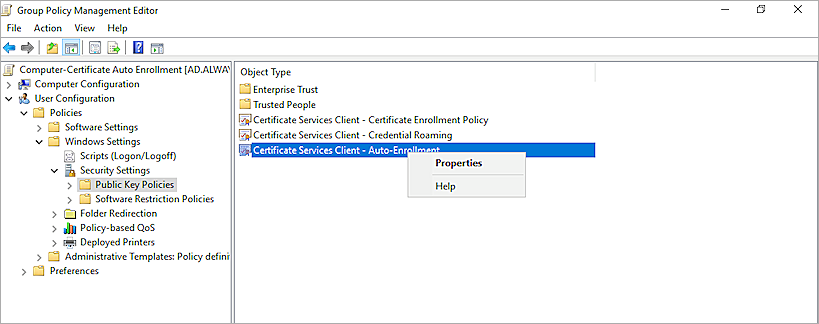 Group Policy Management Editor
File Action View Help
Computer-Certificate Auto Enrollment [AD.ALWA
Computer Configuration
User Configuration
Policies
Software Settings
Windows Settings
Scripts (Logon/Logoff)
Security Settings
Public Key Policies
Software Restriction Policies
Folder Redirection
Policy-based QoS
Deployed Printers
Administrative Templates: Policy defini
Preferences
Object Type
Enterprise Trust
Trusted People
Certificate Services Client - Certificate Enrollment Policy
Certificate Services Client - Credential Roaming
Certificate Services Client - Auto-Enrollment
Properties
Help